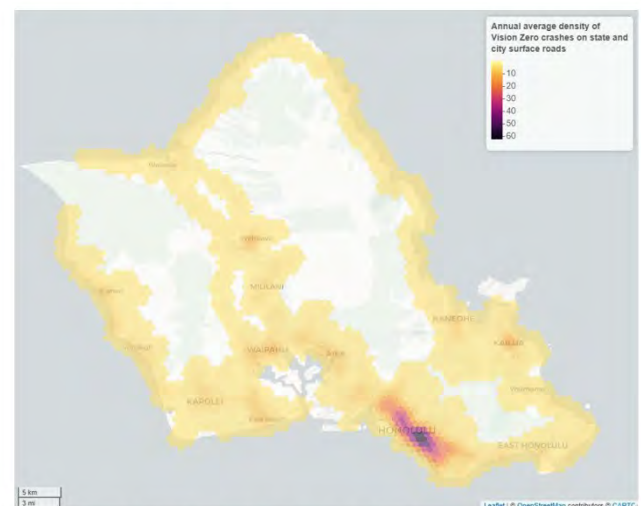 Annual average density of
Vision Zero crashes on state and
city surface roads
10
20
30
40
50
60
MILILANI
KANEOHE
KAILUA
WAIPAHU
Aiea
KAPOLEI
HONOLULU
EAST HONOLULU
5 km
3 mi
Leaflet | © OpenStreetMap contributors © CARTO